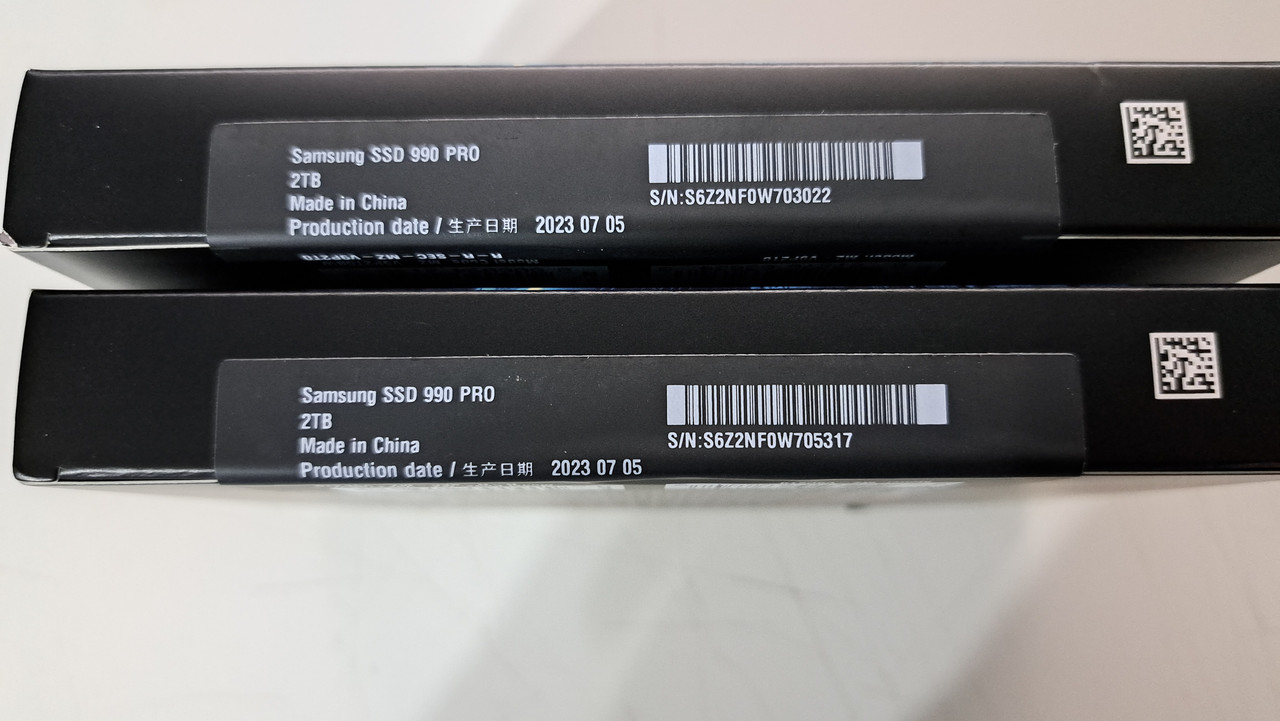 Samsung SSD 990 PRO
2TB
Made in China
Production date / 生产日期 2023 07 05
S/N:S6Z2NF0W703022
Samsung SSD 990 PRO
2TB
Made in China
Production date / 生产日期 2023 07 05
S/N:S6Z2NF0W705317